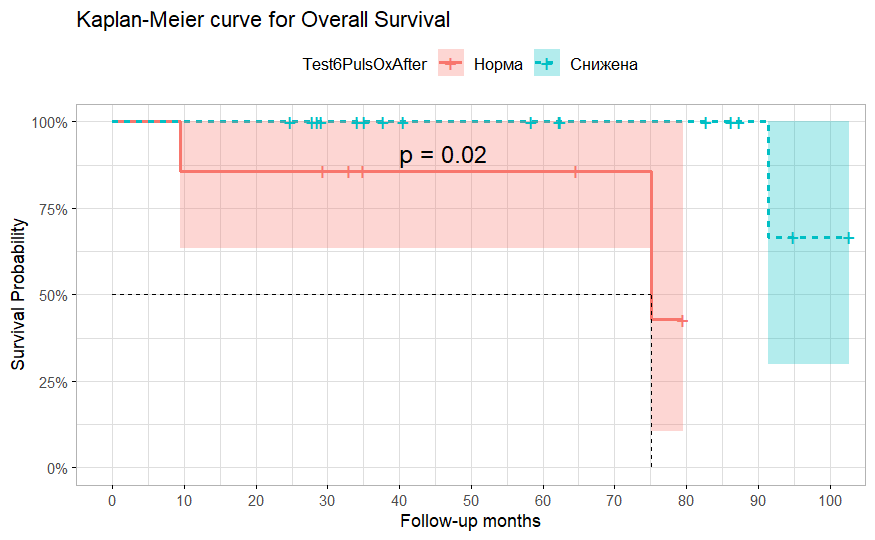 Kaplan-Meier curve for Overall Survival
Test6PulsOxAfter Норма Снижена
Survival Probability
100%
75%
50%
25%
0%
p = 0.02
0 10 20 30 40 50 60 70 80 90 100
Follow-up months